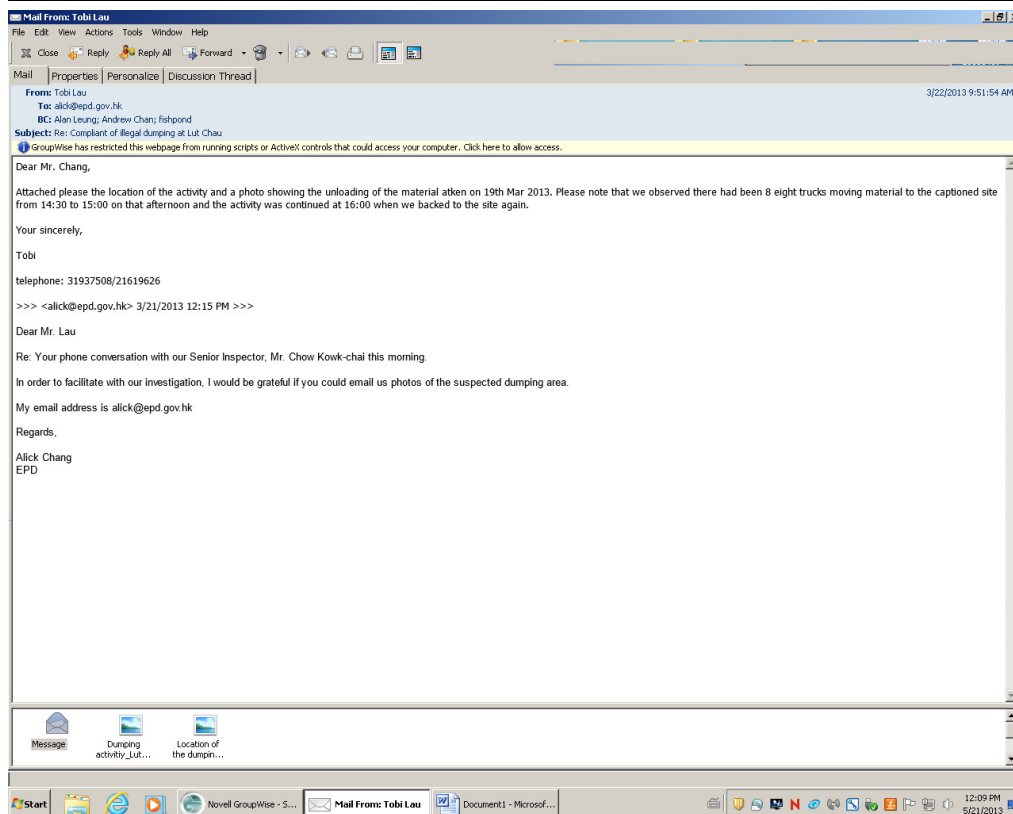 Mail From: Tobi Lau
File Edit View Actions Tools Window Help
Close Reply Reply All Forward
Mail Properties Personalize Discussion Thread
From: Tobi Lau 3/22/2013 9:51:54 AM
To: alick@epd.gov.hk
BC: Alan Leung; Andrew Chan; fishpond
Subject: Re: Compliant of illegal dumping at Lut Chau
GroupWise has restricted this webpage from running scripts or ActiveX controls that could access your computer. Click here to allow access.
Dear Mr. Chang,
Attached please the location of the activity and a photo showing the unloading of the material atken on 19th Mar 2013. Please note that we observed there had been 8 eight trucks moving material to the captioned site
from 14:30 to 15:00 on that afternoon and the activity was continued at 16:00 when we backed to the site again.
Your sincerely,
Tobi
telephone: 31937508/21619626
>>> <alick@epd.gov.hk> 3/21/2013 12:15 PM >>>
Dear Mr. Lau
Re: Your phone conversation with our Senior Inspector, Mr. Chow Kowk-chai this morning.
In order to facilitate with our investigation, I would be grateful if you could email us photos of the suspected dumping area.
My email address is alick@epd.gov.hk
Regards,
Alick Chang
EPD
Message Dumping activitiy_Lut... Location of the dumpin...
Start Novell GroupWise - S... Mail From: Tobi Lau Document1 - Microsof... 12:09 PM
5/21/2013